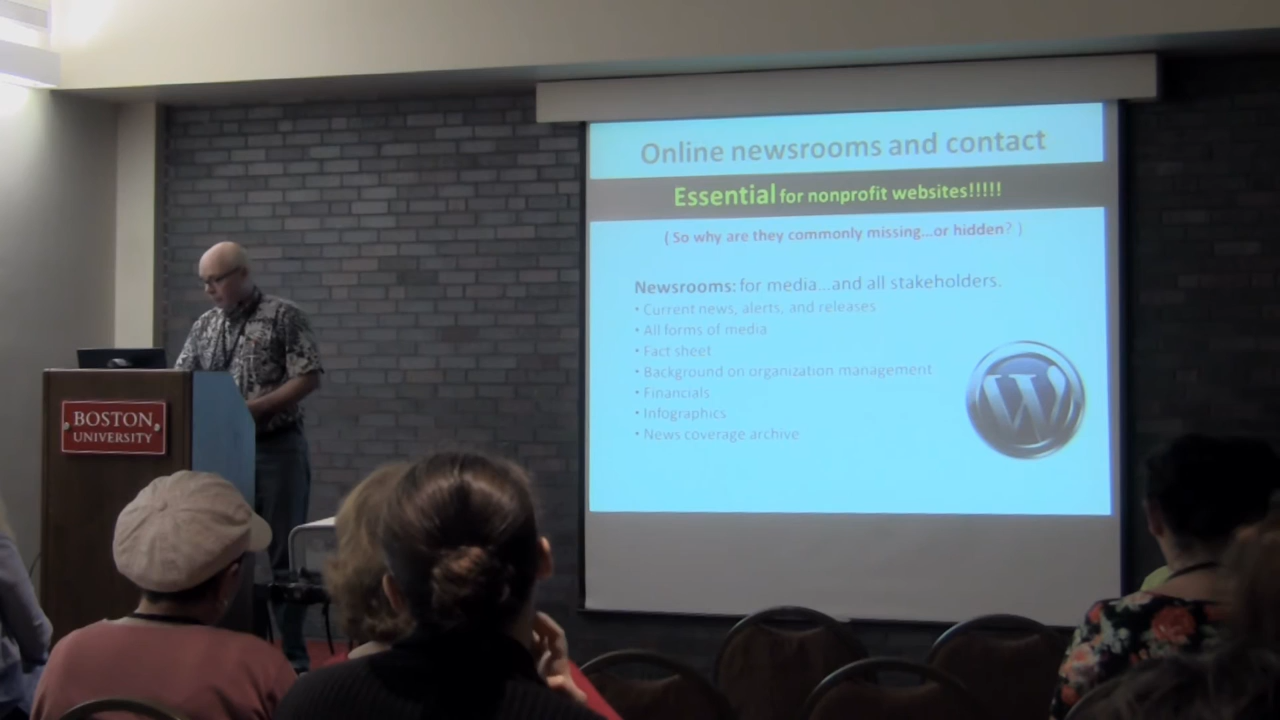 Online newsrooms and contact
Essential for nonprofit websites!!!!!
( So why are they commonly missing...or hidden? )
Newsrooms: for media...and all stakeholders.
• Current news, alerts, and releases
• All forms of media
• Fact sheet
• Background on organization management
• Financials
• Infographics
• News coverage archive
W
BOSTON
UNIVERSITY